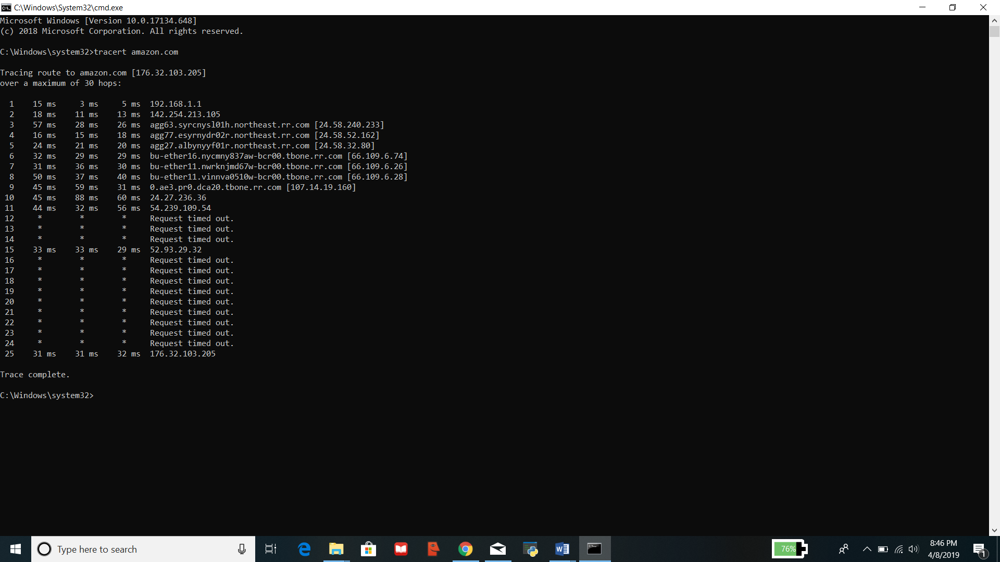 C:\Windows\System32\cmd.exe
Microsoft Windows [Version 10.0.17134.648]
(c) 2018 Microsoft Corporation. All rights reserved.
C:\Windows\system32>tracert amazon.com
Tracing route to amazon.com [176.32.103.205]
over a maximum of 30 hops:
1 15 ms 3 ms 5 ms 192.168.1.1
2 18 ms 11 ms 13 ms 142.254.213.105
3 57 ms 28 ms 26 ms agg63.syrcnysl01h.northeast.rr.com [24.58.240.233]
4 16 ms 15 ms 18 ms agg77.esyrnydr02r.northeast.rr.com [24.58.52.162]
5 24 ms 21 ms 20 ms agg27.albynyyf01r.northeast.rr.com [24.58.32.80]
6 32 ms 29 ms 29 ms bu-ether16.nycmny837aw-bcr00.tbone.rr.com [66.109.6.74]
7 31 ms 36 ms 30 ms bu-ether11.nwrknjmd67w-bcr00.tbone.rr.com [66.109.6.26]
8 50 ms 37 ms 40 ms bu-ether11.vinnva0510w-bcr00.tbone.rr.com [66.109.6.28]
9 45 ms 59 ms 31 ms 0.ae3.pr0.dca20.tbone.rr.com [107.14.19.160]
10 45 ms 88 ms 60 ms 24.27.236.36
11 44 ms 32 ms 56 ms 54.239.109.54
12 * * * Request timed out.
13 * * * Request timed out.
14 * * * Request timed out.
15 33 ms 33 ms 29 ms 52.93.29.32
16 * * * Request timed out.
17 * * * Request timed out.
18 * * * Request timed out.
19 * * * Request timed out.
20 * * * Request timed out.
21 * * * Request timed out.
22 * * * Request timed out.
23 * * * Request timed out.
24 * * * Request timed out.
25 31 ms 31 ms 32 ms 176.32.103.205
Trace complete.
C:\Windows\system32>
Type here to search
76%
8:46 PM
4/8/2019
1